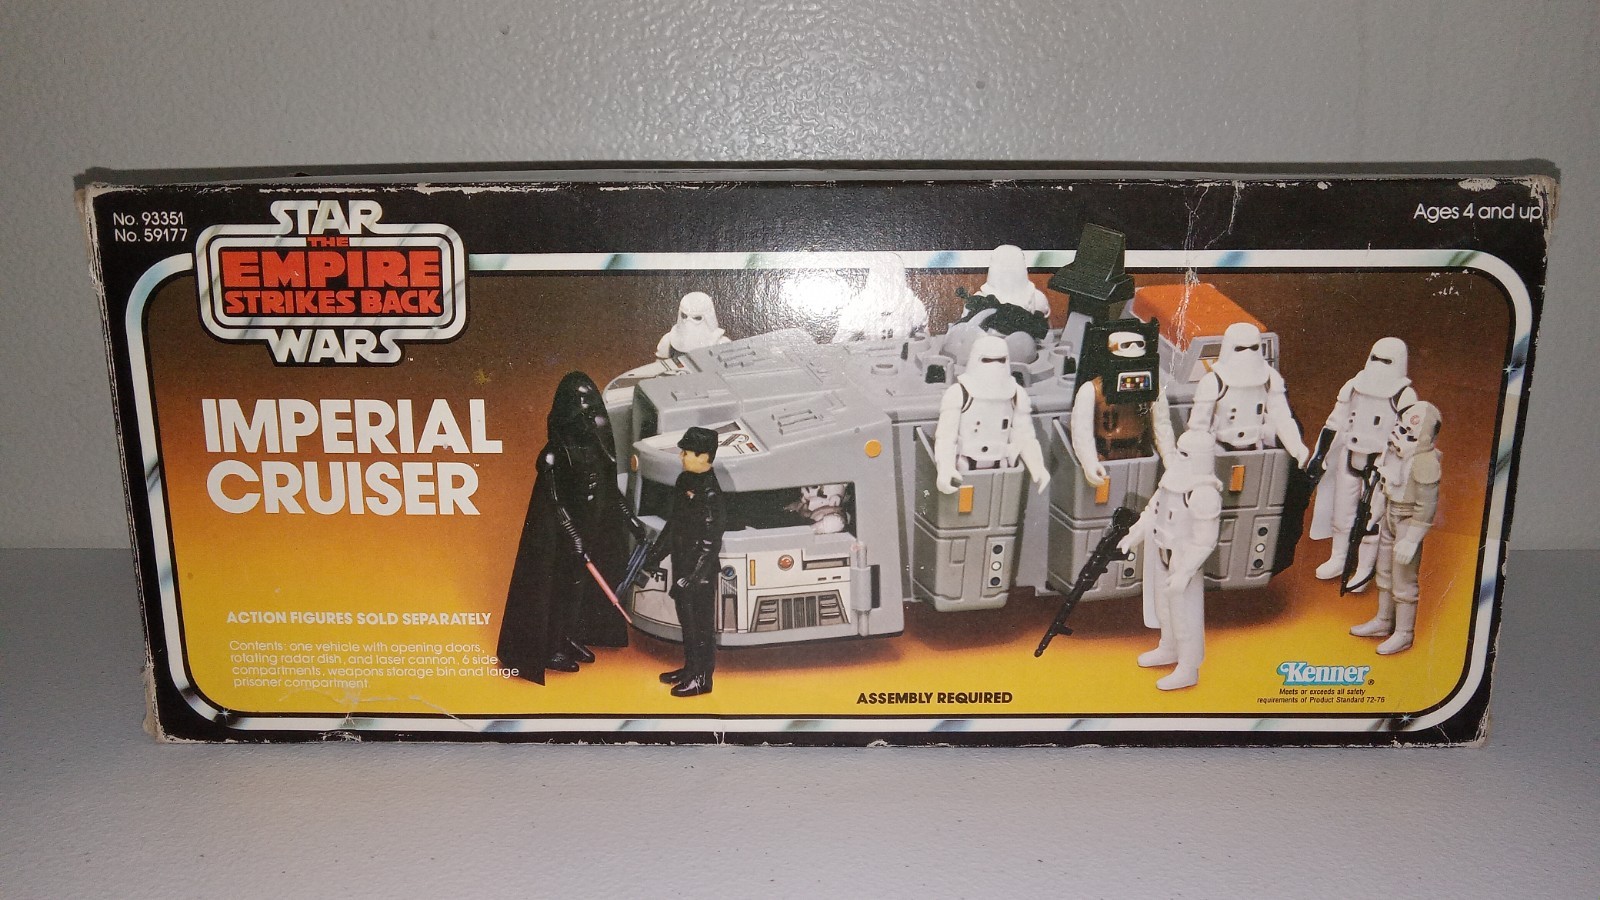 No. 93351
No. 59177
STAR
THE
EMPIRE
STRIKES BACK
WARS
TM
Ages 4 and up
IMPERIAL
CRUISER™
ACTION FIGURES SOLD SEPARATELY
Contents: one vehicle with opening doors,
rotating radar dish, and laser cannon, 6 side
compartments, weapons storage bin and large
prisoner compartment.
ASSEMBLY REQUIRED
Kenner®
Meets or exceeds all safety
requirements of Product Standard 72-76